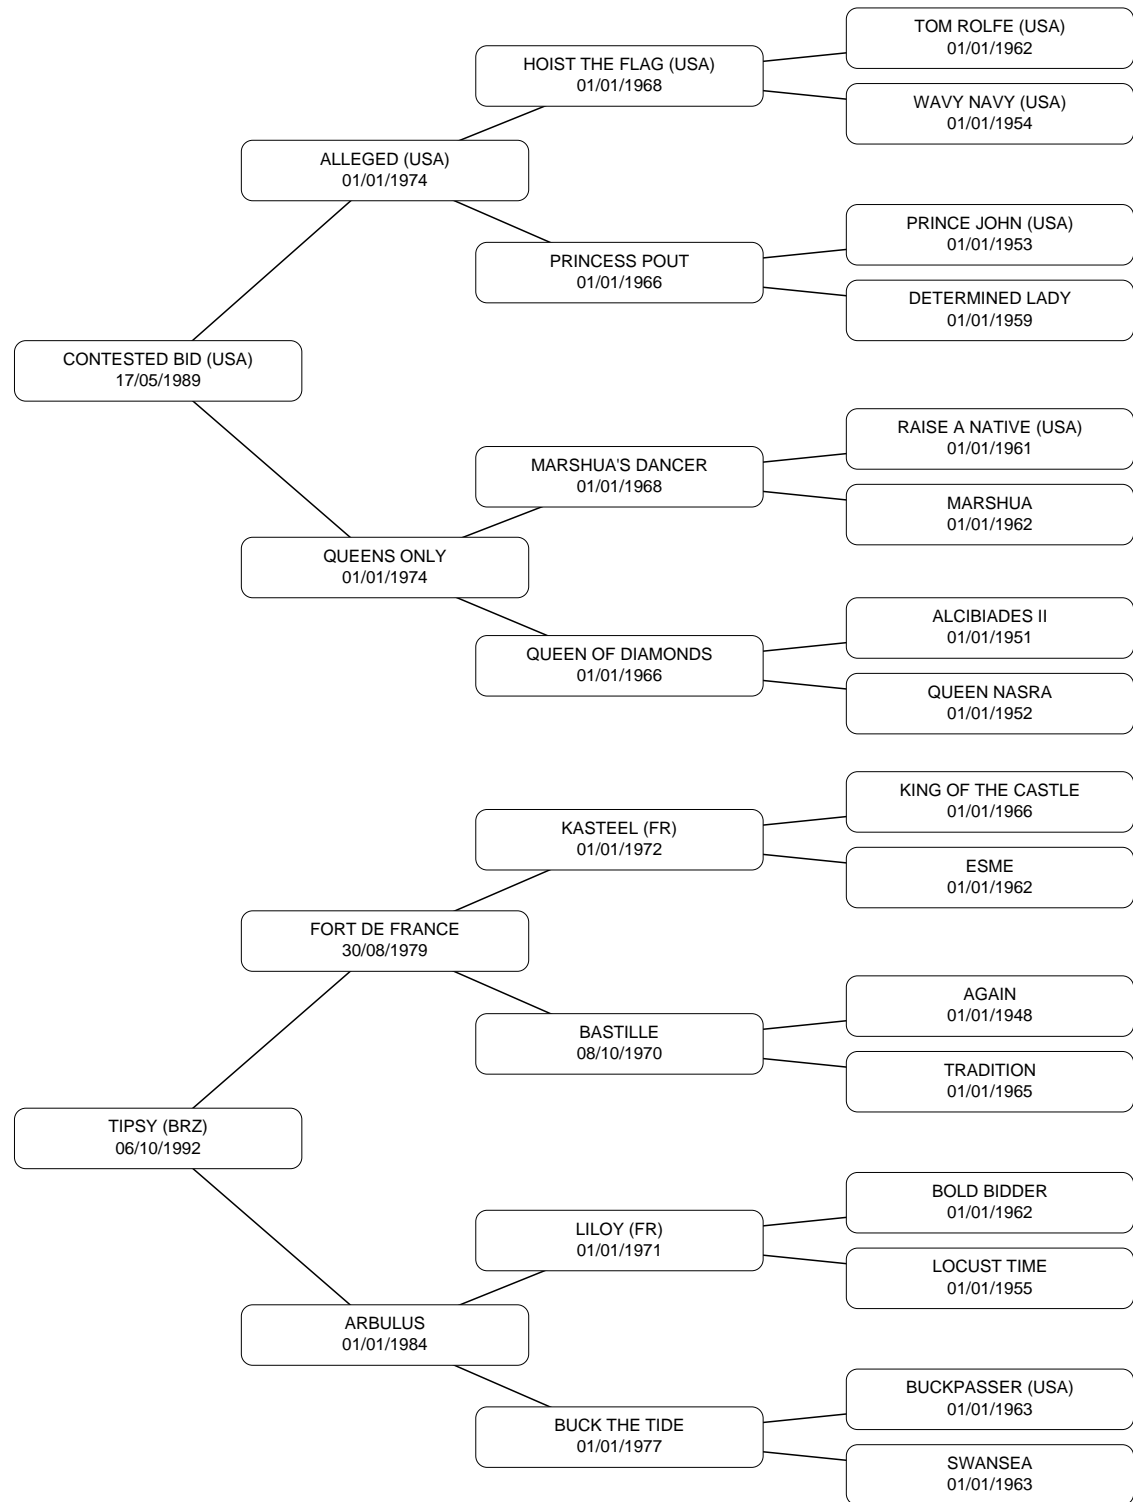 TOM ROLFE (USA)
01/01/1962
HOIST THE FLAG (USA)
01/01/1968
WAVY NAVY (USA)
01/01/1954
ALLEGED (USA)
01/01/1974
PRINCE JOHN (USA)
01/01/1953
PRINCESS POUT
01/01/1966
DETERMINED LADY
01/01/1959
CONTESTED BID (USA)
17/05/1989
RAISE A NATIVE (USA)
01/01/1961
MARSHUA'S DANCER
01/01/1968
MARSHUA
01/01/1962
QUEENS ONLY
01/01/1974
ALCIBIADES II
01/01/1951
QUEEN OF DIAMONDS
01/01/1966
QUEEN NASRA
01/01/1952
KING OF THE CASTLE
01/01/1966
KASTEEL (FR)
01/01/1972
ESME
01/01/1962
FORT DE FRANCE
30/08/1979
AGAIN
01/01/1948
BASTILLE
08/10/1970
TRADITION
01/01/1965
TIPSY (BRZ)
06/10/1992
BOLD BIDDER
01/01/1962
LILOY (FR)
01/01/1971
LOCUST TIME
01/01/1955
ARBULUS
01/01/1984
BUCKPASSER (USA)
01/01/1963
BUCK THE TIDE
01/01/1977
SWANSEA
01/01/1963